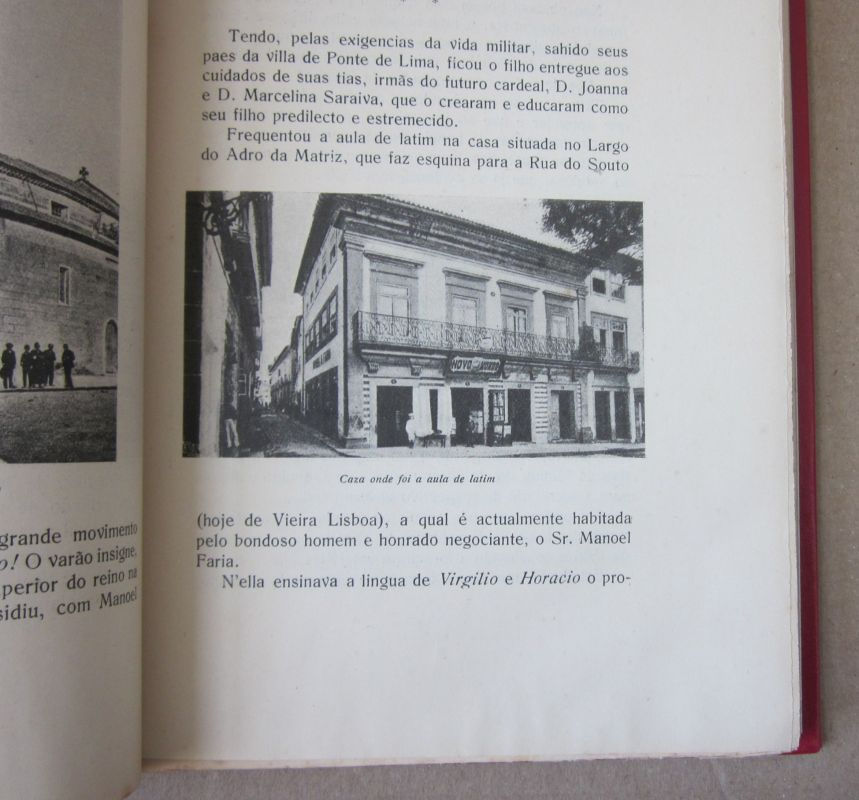 grande movimento
o! O varão insigne,
perior do reino na
sidiu, com Manoel
* *
Tendo, pelas exigencias da vida militar, sahido seus
paes da villa de Ponte de Lima, ficou o filho entregue aos
cuidados de suas tias, irmãs do futuro cardeal, D. Joanna
e D. Marcelina Saraiva, que o crearam e educaram como
seu filho predilecto e estremecido.
Frequentou a aula de latim na casa situada no Largo
do Adro da Matriz, que faz esquina para a Rua do Souto
NOVO
Caza onde foi a aula de latim
(hoje de Vieira Lisboa), a qual é actualmente habitada
pelo bondoso homem e honrado negociante, o Sr. Manoel
Faria.
N'ella ensinava a lingua de Virgilio e Horacio o pro-